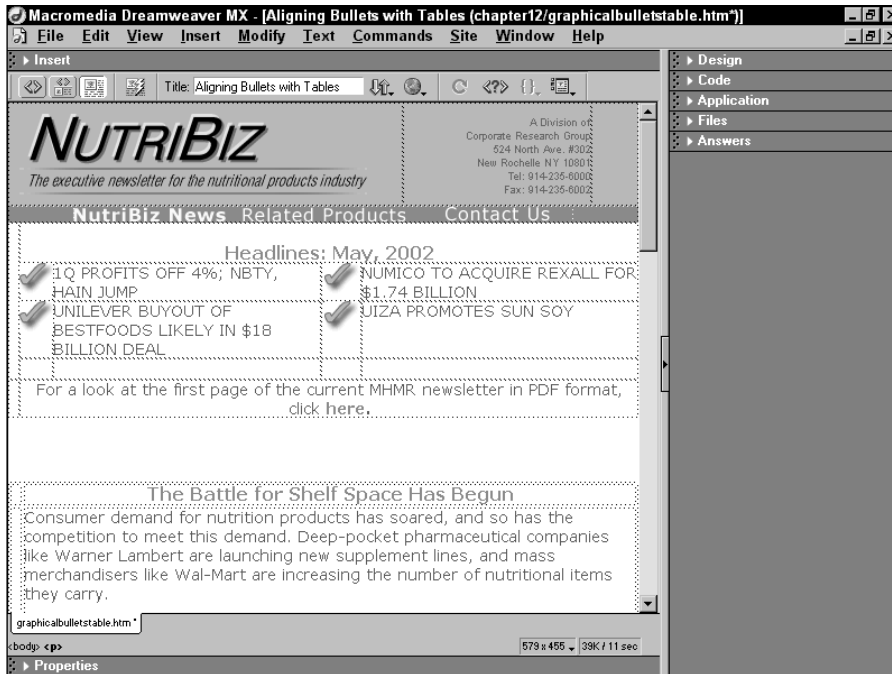 Macromedia Dreamweaver MX - [Aligning Bullets with Tables (chapter12/graphicalbulletstable.htm*)]
File Edit View Insert Modify Text Commands Site Window Help
Insert
Title: Aligning Bullets with Tables
NUTRIBIZ
The executive newsletter for the nutritional products industry
A Division of
Corporate Research Group
524 North Ave. #302
New Rochelle NY 10801
Tel: 914-235-6000
Fax: 914-235-6002
NutriBiz News Related Products Contact Us
Headlines: May, 2002
1Q PROFITS OFF 4%; NBTY,
HAIN JUMP
NUMICO TO ACQUIRE REXALL FOR
$1.74 BILLION
UNILEVER BUYOUT OF
BESTFOODS LIKELY IN $18
BILLION DEAL
UIZA PROMOTES SUN SOY
For a look at the first page of the current MHMR newsletter in PDF format,
click here.
The Battle for Shelf Space Has Begun
Consumer demand for nutrition products has soared, and so has the
competition to meet this demand. Deep-pocket pharmaceutical companies
like Warner Lambert are launching new supplement lines, and mass
merchandisers like Wal-Mart are increasing the number of nutritional items
they carry.
graphicalbulletstable.htm*
<body> <p>
579 x 455 39K / 11 sec
Properties
Design
Code
Application
Files
Answers